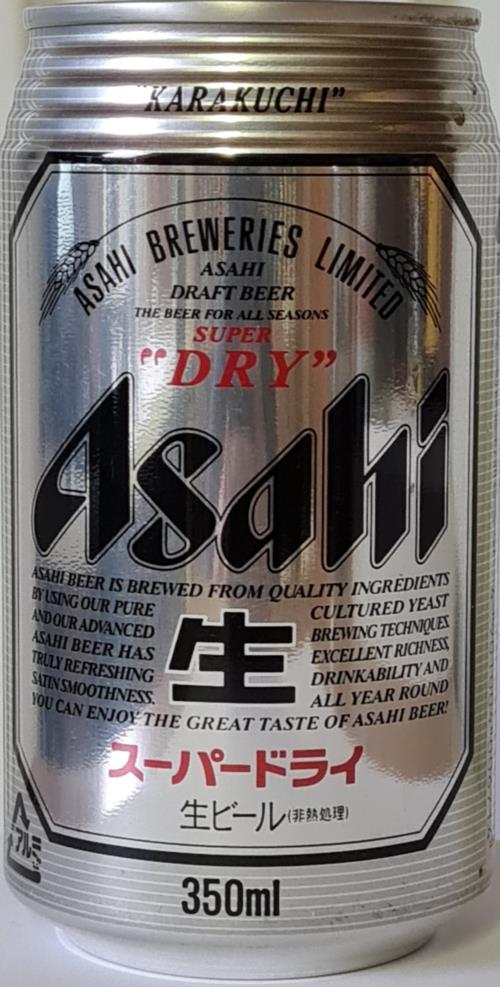 "KARAKUCHI"
ASAHI BREWERIES LIMITED
ASAHI
DRAFT BEER
THE BEER FOR ALL SEASONS
SUPER
"DRY"
Asahi
ASAHI BEER IS BREWED FROM QUALITY INGREDIENTS
BY USING OUR PURE CULTURED YEAST
AND OUR ADVANCED BREWING TECHNIQUES.
ASAHI BEER HAS EXCELLENT RICHNESS,
TRULY REFRESHING DRINKABILITY AND
SATIN SMOOTHNESS. ALL YEAR ROUND
生
YOU CAN ENJOY THE GREAT TASTE OF ASAHI BEER!
スーパードライ
生ビール(非熱処理)
アルミ
350ml